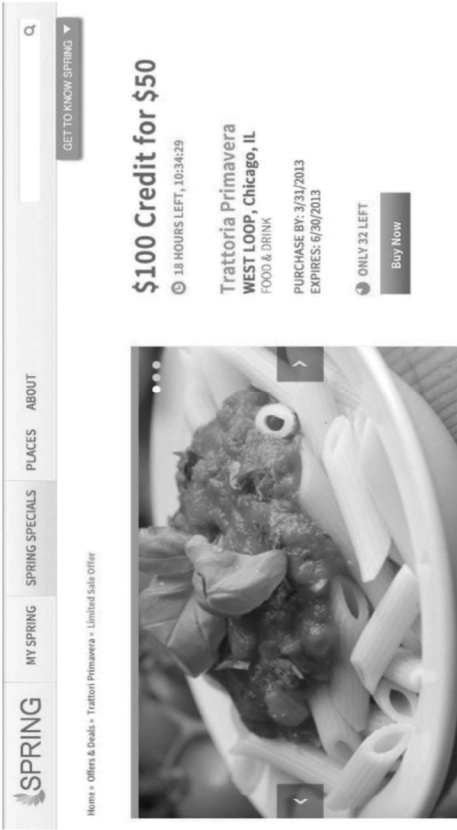 SPRING
MY SPRING
SPRING SPECIALS
PLACES
ABOUT
GET TO KNOW SPRING
Home » Offers & Deals » Trattori Primavera » Limited Sale Offer
$100 Credit for $50
18 HOURS LEFT, 10:34:29
Trattoria Primavera
WEST LOOP, Chicago, IL
FOOD & DRINK
PURCHASE BY: 3/31/2013
EXPIRES: 6/30/2013
ONLY 32 LEFT
Buy Now